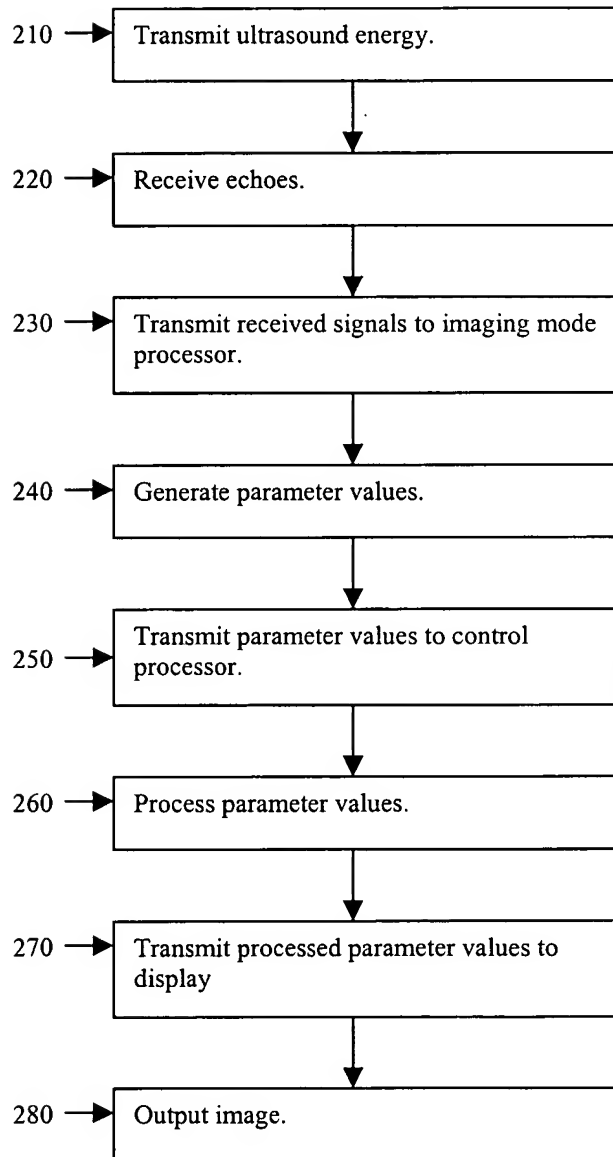 210
Transmit ultrasound energy.
220
Receive echoes.
230
Transmit received signals to imaging mode
processor.
240
Generate parameter values.
250
Transmit parameter values to control
processor.
260
Process parameter values.
270
Transmit processed parameter values to
display
280
Output image.